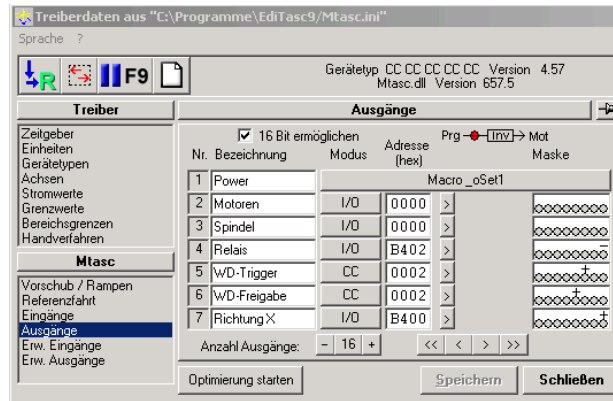 Treiberdaten aus "C:\Programme\EdiTasc9/Mtasc.ini"
Sprache ?
R F9 Gerätetyp CC CC CC CC CC Version 4.57
Mtasc.dll Version 657.5
Treiber
Zeitgeber
Einheiten
Gerätetypen
Achsen
Stromwerte
Grenzwerte
Bereichsgrenzen
Handverfahren
Mtasc
Vorschub / Rampen
Referenzfahrt
Eingänge
Ausgänge
Erw. Eingänge
Erw. Ausgänge
Ausgänge
16 Bit ermöglichen Prg Inv Mot
Nr. Bezeichnung Modus Adresse (hex) Maske
1 Power Macro _oSet1
2 Motoren I/O 0000 >
3 Spindel I/O 0000 >
4 Relais I/O B402 >
5 WD-Trigger CC 0002 >
6 WD-Freigabe CC 0002 >
7 Richtung X I/O B400 >
Anzahl Ausgänge: - 16 + << < > >>
Optimierung starten Speichern Schließen